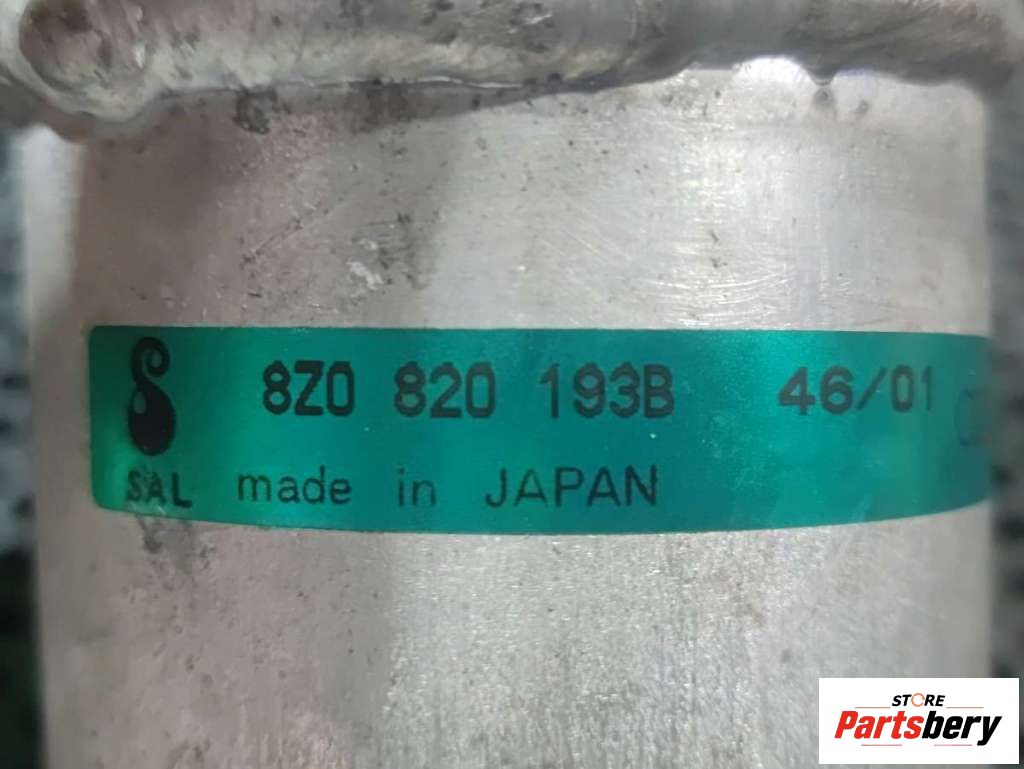 8Z0 820 193B 46/01
SAL made in JAPAN
STORE
Partsbery